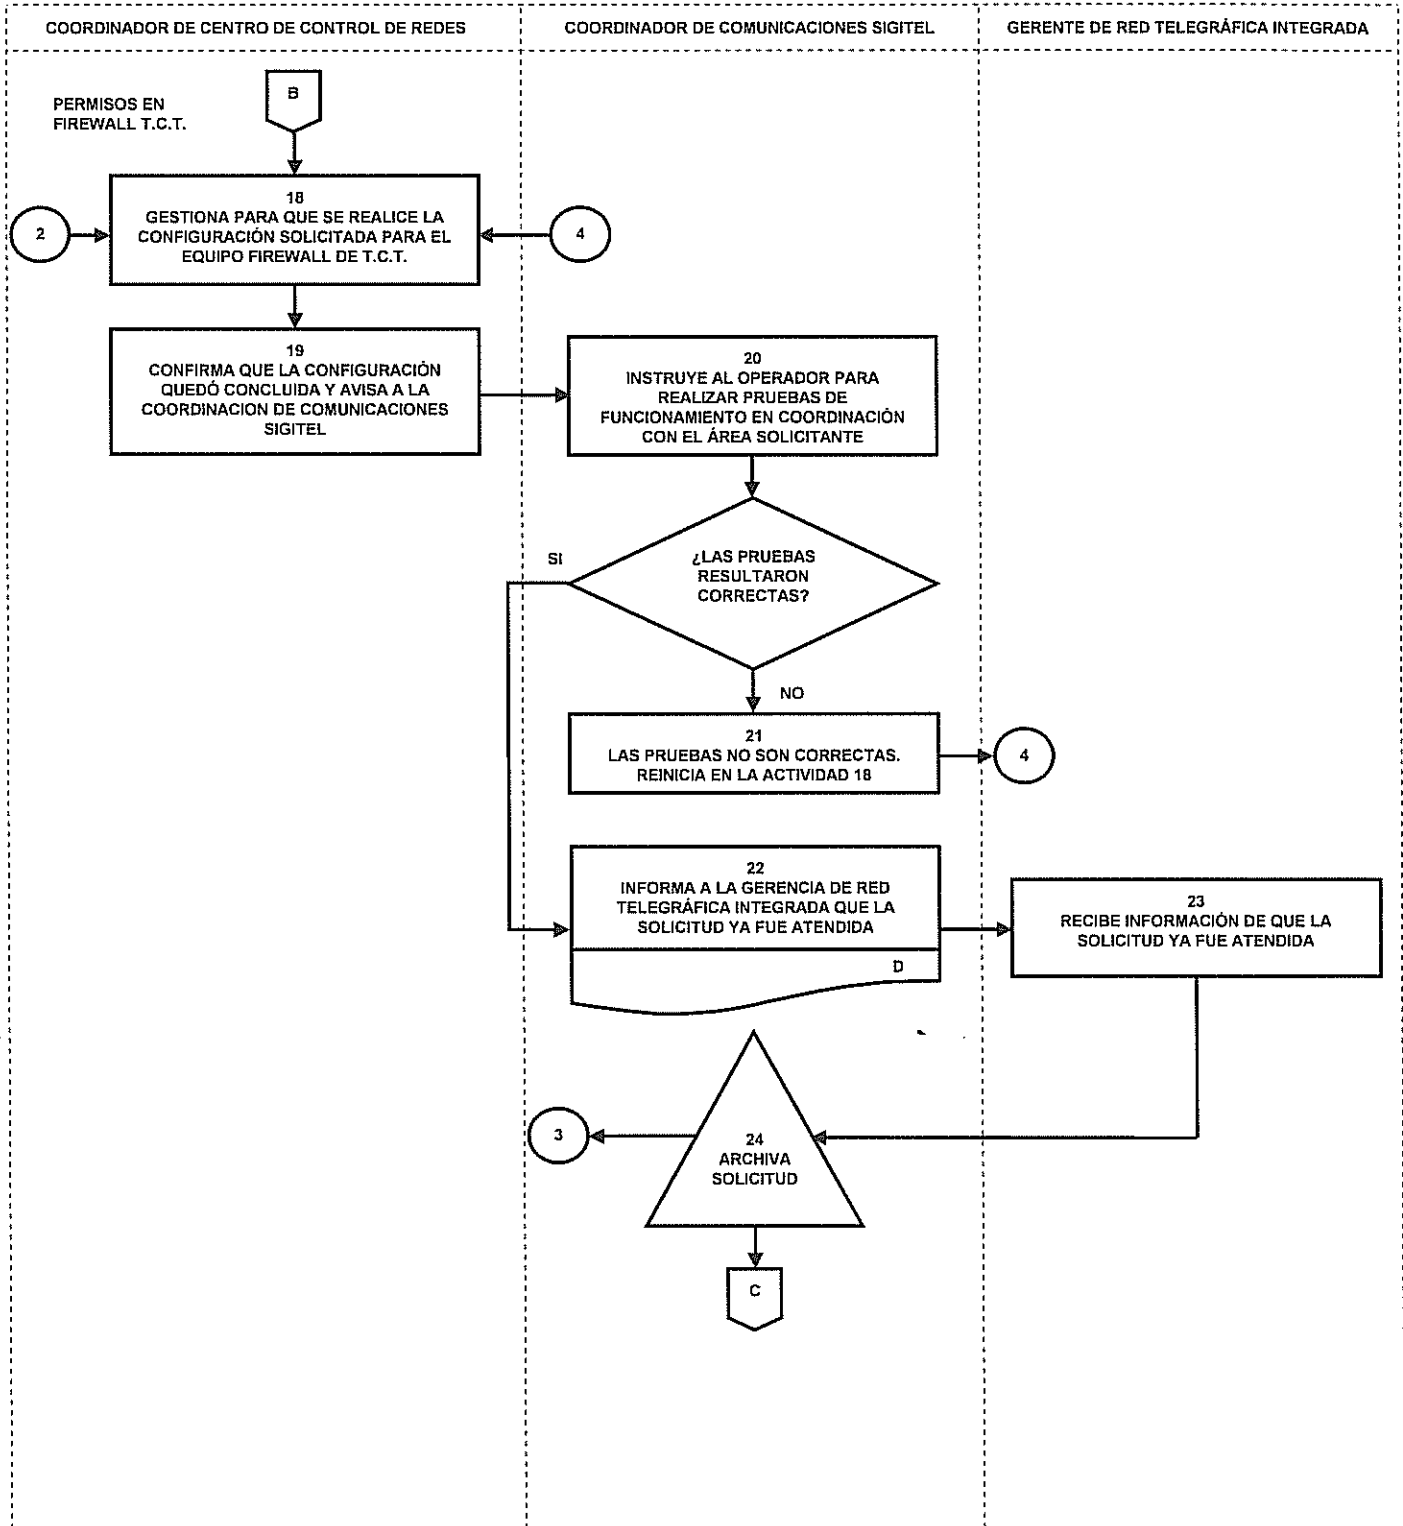 COORDINADOR DE CENTRO DE CONTROL DE REDES
COORDINADOR DE COMUNICACIONES SIGITEL
GERENTE DE RED TELEGRÁFICA INTEGRADA
PERMISOS EN
FIREWALL T.C.T.
B
18
GESTIONA PARA QUE SE REALICE LA
CONFIGURACIÓN SOLICITADA PARA EL
EQUIPO FIREWALL DE T.C.T.
2
4
19
CONFIRMA QUE LA CONFIGURACIÓN
QUEDÓ CONCLUIDA Y AVISA A LA
COORDINACION DE COMUNICACIONES
SIGITEL
20
INSTRUYE AL OPERADOR PARA
REALIZAR PRUEBAS DE
FUNCIONAMIENTO EN COORDINACIÓN
CON EL ÁREA SOLICITANTE
SI
¿LAS PRUEBAS
RESULTARON
CORRECTAS?
NO
21
LAS PRUEBAS NO SON CORRECTAS.
REINICIA EN LA ACTIVIDAD 18
4
22
INFORMA A LA GERENCIA DE RED
TELEGRÁFICA INTEGRADA QUE LA
SOLICITUD YA FUE ATENDIDA
D
23
RECIBE INFORMACIÓN DE QUE LA
SOLICITUD YA FUE ATENDIDA
3
24
ARCHIVA
SOLICITUD
C